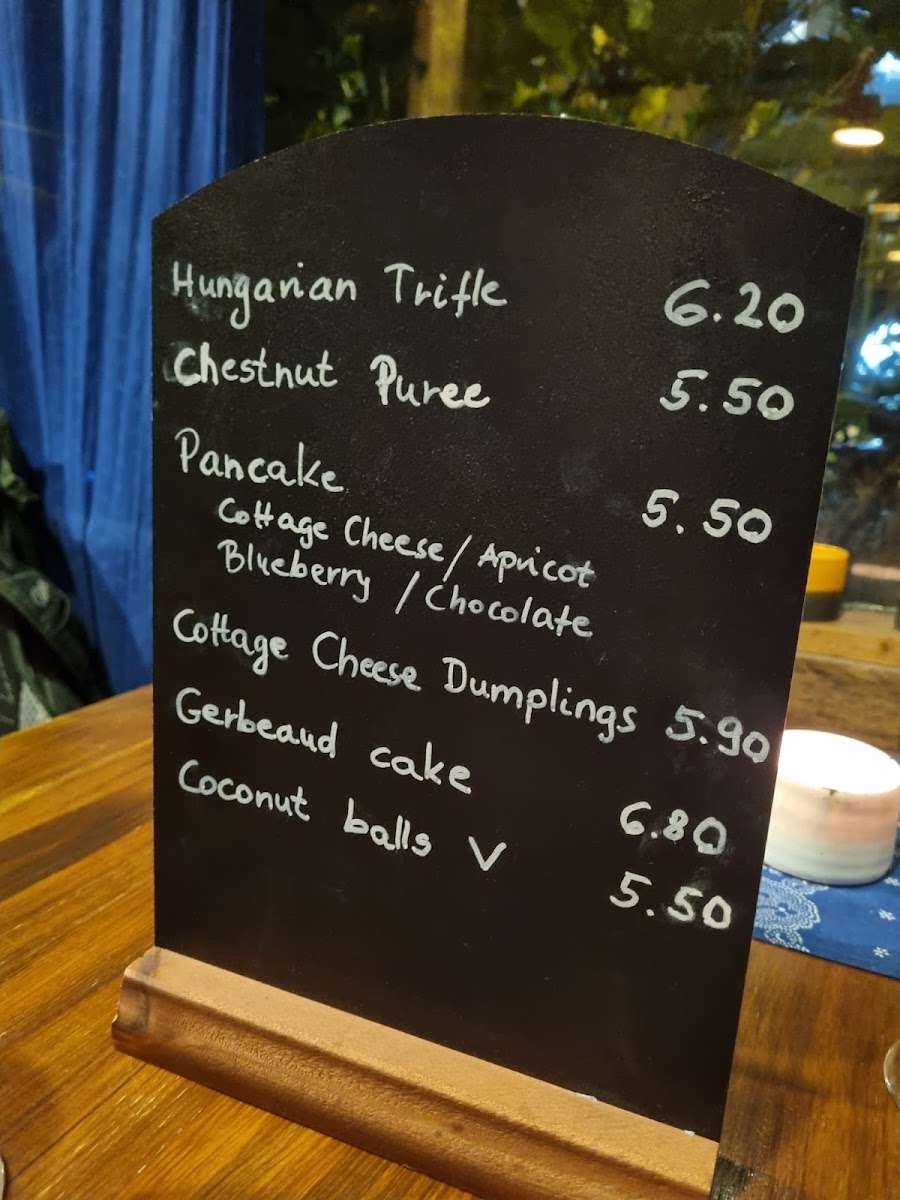 Hungarian Trifle 6.20
Chestnut Puree 5.50
Pancake 5.50
Cottage Cheese / Apricot
Blueberry / Chocolate
Cottage Cheese Dumplings 5.90
Gerbeaud cake 6.80
Coconut balls V 5.50